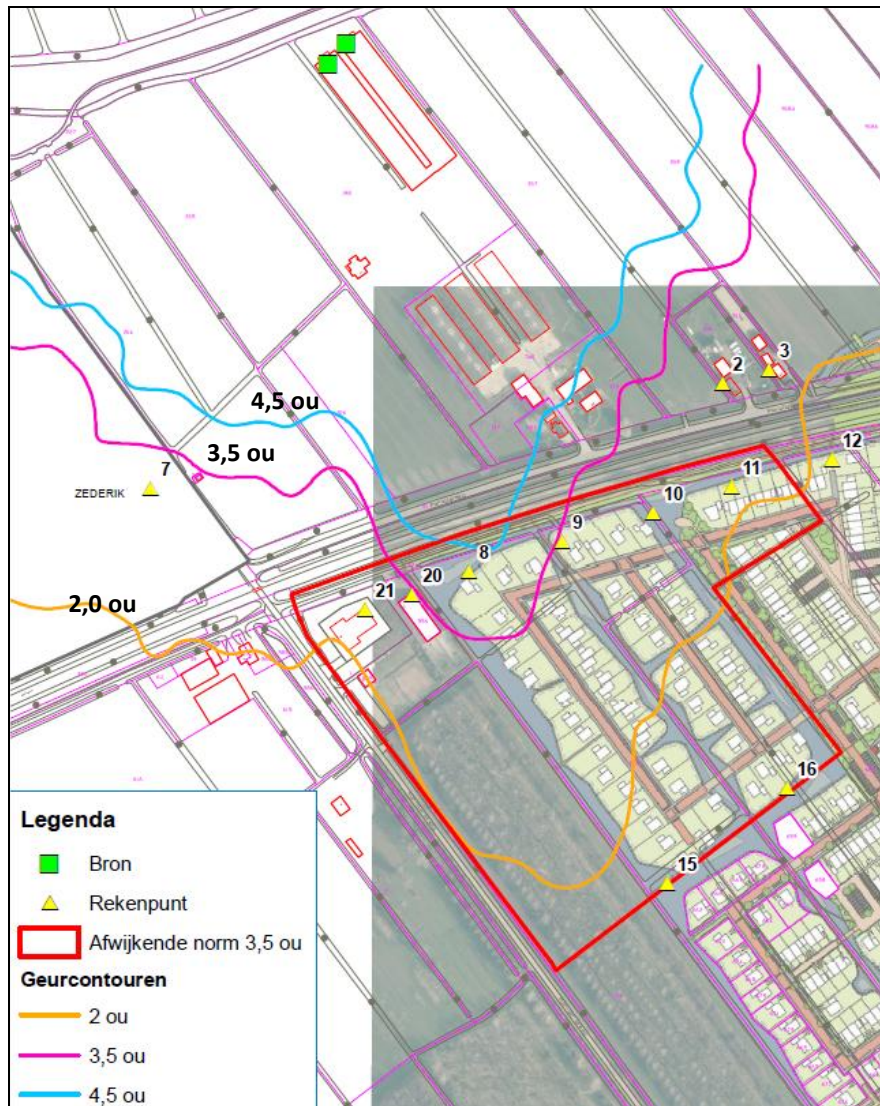 2
3
4,5 ou
3,5 ou
12
7
11
ZEDERIK
10
9
8
20
21
2,0 ou
16
15
Legenda
Bron
Rekenpunt
Afwijkende norm 3,5 ou
Geurcontouren
2 ou
3,5 ou
4,5 ou